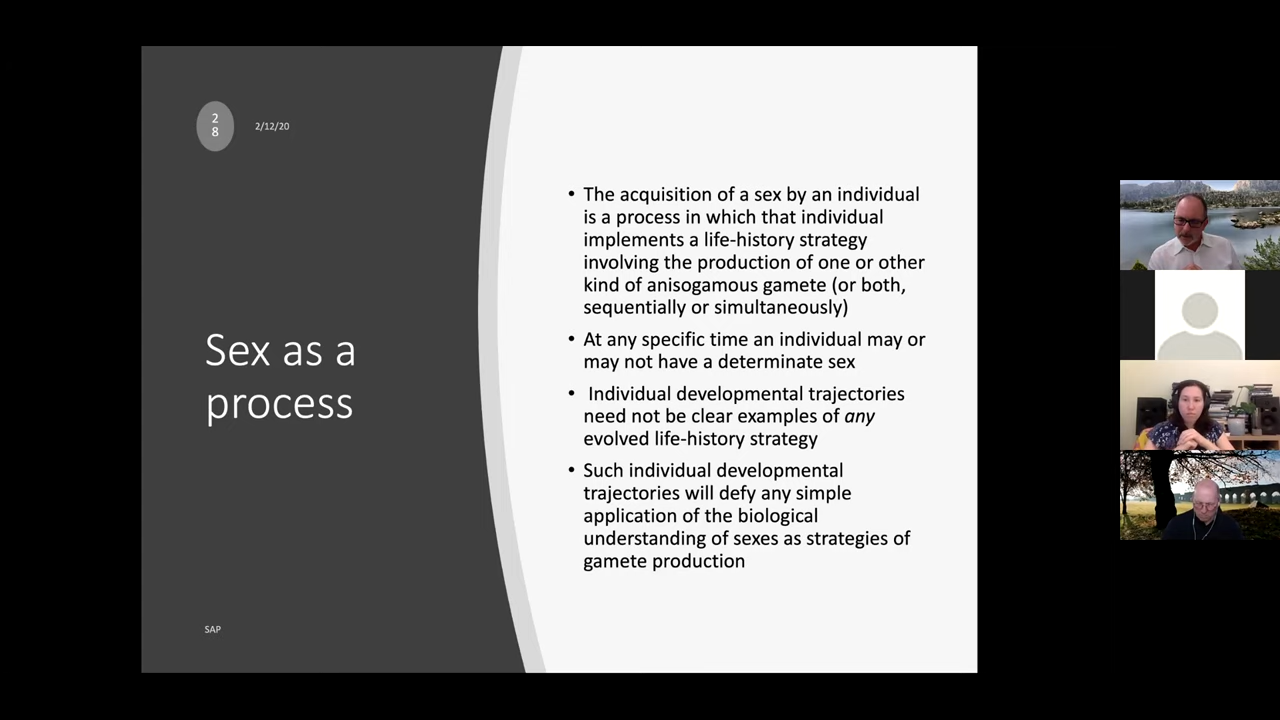 2
8
2/12/20
Sex as a
process
SAP
• The acquisition of a sex by an individual
is a process in which that individual
implements a life-history strategy
involving the production of one or other
kind of anisogamous gamete (or both,
sequentially or simultaneously)
• At any specific time an individual may or
may not have a determinate sex
• Individual developmental trajectories
need not be clear examples of any
evolved life-history strategy
• Such individual developmental
trajectories will defy any simple
application of the biological
understanding of sexes as strategies of
gamete production